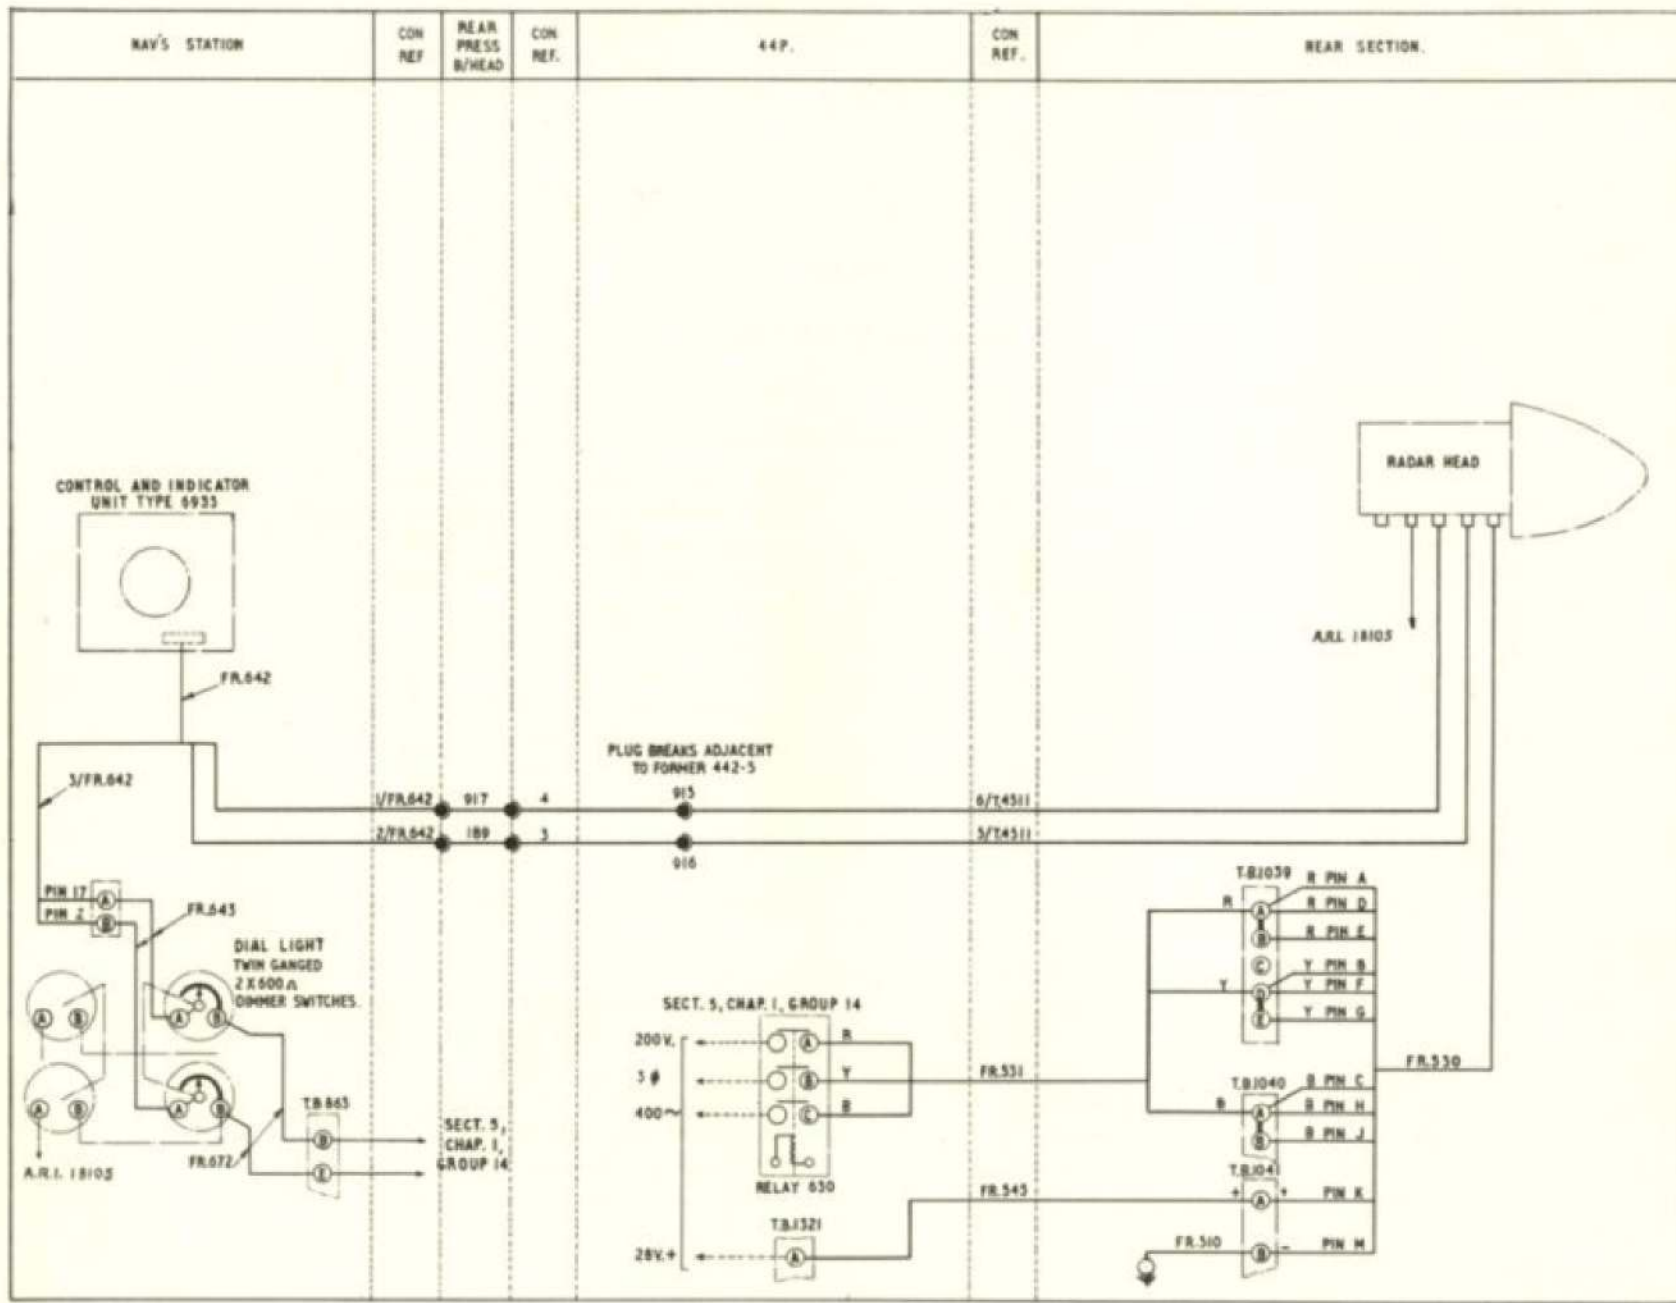 NAV'S STATION
CON
REF
REAR
PRESS
B/HEAD
CON
REF.
44P.
CON
REF.
REAR SECTION.
RADAR HEAD
A.R.I. 18105
CONTROL AND INDICATOR
UNIT TYPE 6933
FR.642
3/FR.642
PLUG BREAKS ADJACENT
TO FORMER 442-5
1/FR.642
917
4
915
6/T.4511
2/FR.642
189
3
916
5/T.4511
PIN 17
A
PIN 2
B
FR.643
DIAL LIGHT
TWIN GANGED
2 X 600 Ω
DIMMER SWITCHES.
A
B
A
B
A
B
A
B
A.R.I. 18105
FR.672
T.B.865
B
E
SECT. 5,
CHAP. 1,
GROUP 14
SECT. 5, CHAP. 1, GROUP 14
200V.
A
R
3 ϕ
B
Y
400~
C
B
RELAY 630
FR.531
T.B.1321
28V.+
A
FR.545
T.B.1039
R
A
R PIN A
R PIN D
B
R PIN E
C
Y PIN B
Y
D
Y PIN F
E
Y PIN G
FR.530
T.B.1040
B PIN C
B
A
B PIN H
B
B PIN J
T.B.1041
+
A
+
PIN K
FR.510
B
-
PIN M